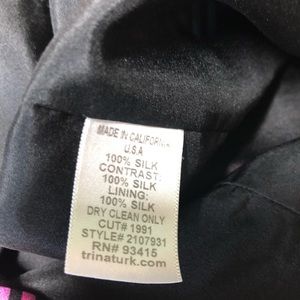 MADE IN CALIFORNIA
U.S.A
100% SILK
CONTRAST:
100% SILK
LINING:
100% SILK
DRY CLEAN ONLY
CUT# 1991
STYLE# 2107931
RN# 93415
trinaturk.com